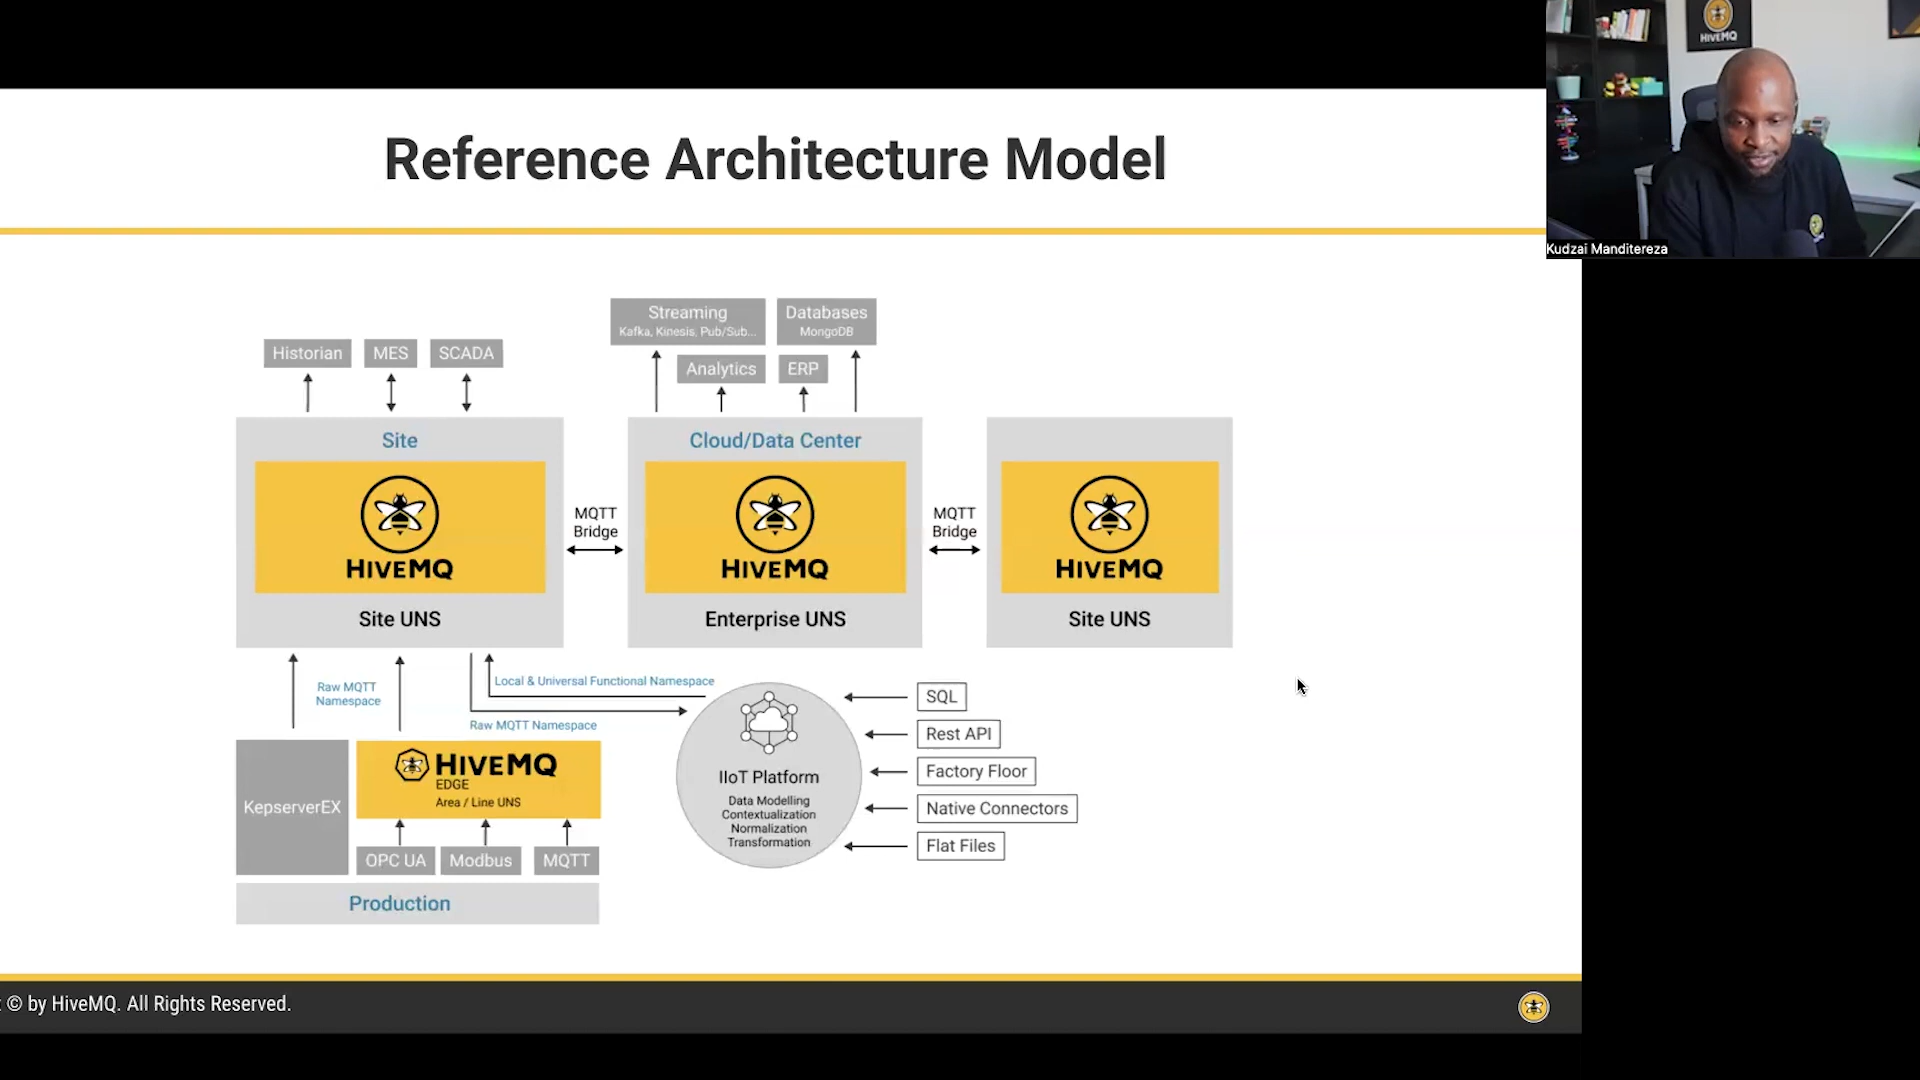 HIVEMQ
Kudzai Manditereza
Reference Architecture Model
Streaming
Kafka, Kinesis, Pub/Sub...
Databases
MongoDB
Historian
MES
SCADA
Analytics
ERP
Site
HIVEMQ
Site UNS
MQTT
Bridge
Cloud/Data Center
HIVEMQ
Enterprise UNS
MQTT
Bridge
HIVEMQ
Site UNS
Raw MQTT
Namespace
Local & Universal Functional Namespace
Raw MQTT Namespace
KepserverEX
HIVEMQ
EDGE
Area / Line UNS
OPC UA
Modbus
MQTT
Production
IIoT Platform
Data Modelling
Contextualization
Normalization
Transformation
SQL
Rest API
Factory Floor
Native Connectors
Flat Files
© by HiveMQ. All Rights Reserved.